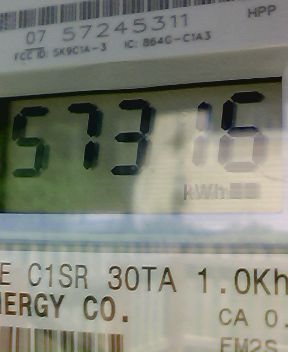 HPP
07 57245311
FCC ID: SK9C1A-3 IC: 864G-C1A3
57316
kWh
E C1SR 30TA 1.0Kh
NERGY CO.
CA 0.
FM2S